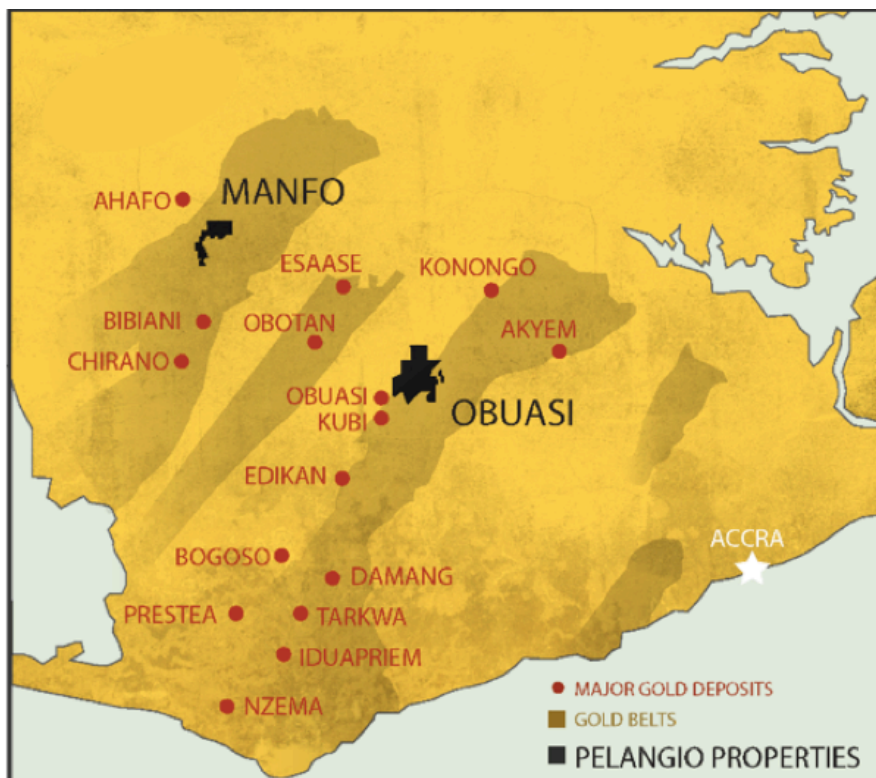 MANFO
AHAFO
ESAASE
KONONGO
BIBIANI
OBOTAN
AKYEM
CHIRANO
OBUASI
OBUASI
KUBI
EDIKAN
ACCRA
BOGOSO
DAMANG
PRESTEA
TARKWA
IDUAPRIEM
NZEMA
MAJOR GOLD DEPOSITS
GOLD BELTS
PELANGIO PROPERTIES